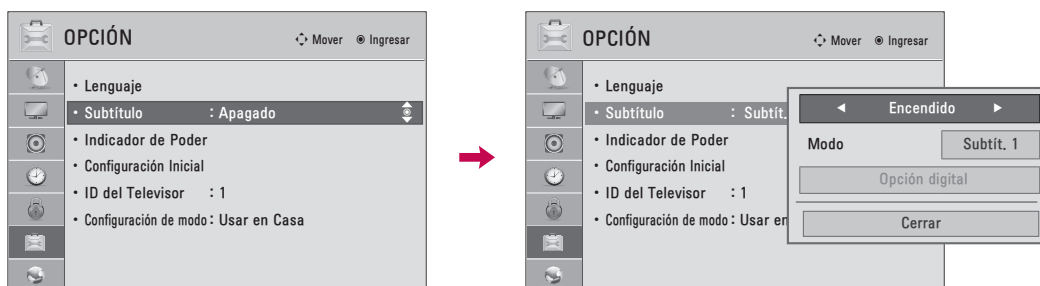 OPCIÓN
Mover Ingresar
• Lenguaje
• Subtítulo : Apagado
• Indicador de Poder
• Configuración Inicial
• ID del Televisor : 1
• Configuración de modo : Usar en Casa
OPCIÓN
Mover Ingresar
• Lenguaje
• Subtítulo : Subtít.
• Indicador de Poder
• Configuración Inicial
• ID del Televisor : 1
• Configuración de modo : Usar en
◄ Encendido ►
Modo Subtít. 1
Opción digital
Cerrar